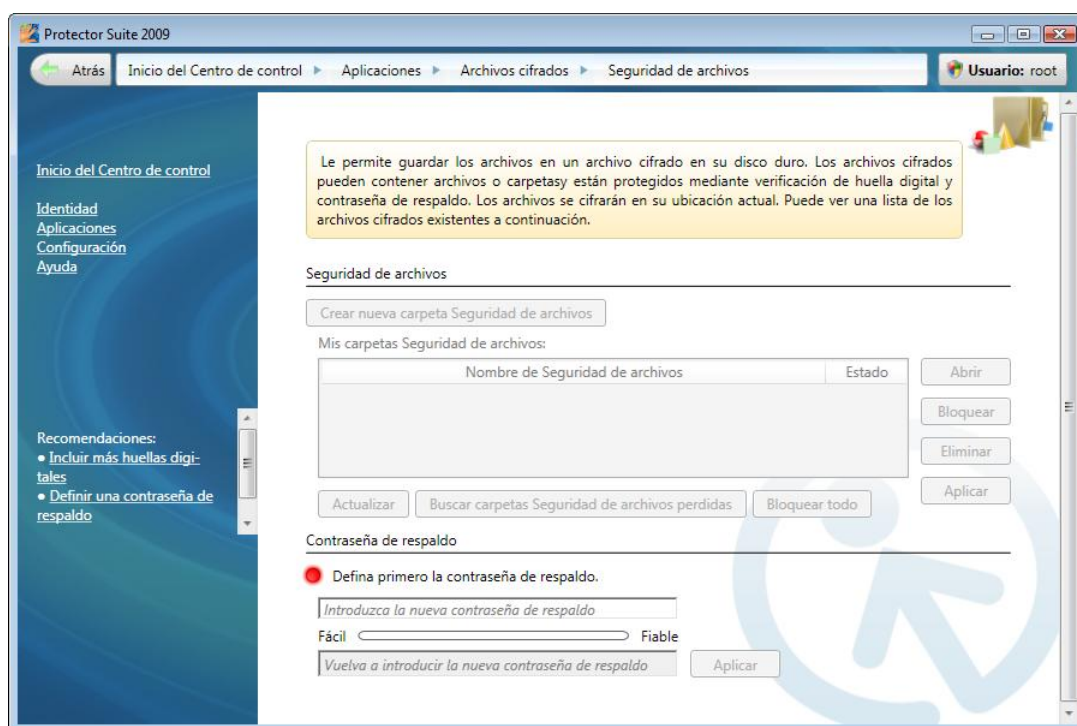 Protector Suite 2009
Atrás Inicio del Centro de control Aplicaciones Archivos cifrados Seguridad de archivos Usuario: root
Inicio del Centro de control
Identidad
Aplicaciones
Configuración
Ayuda
Recomendaciones:
• Incluir más huellas digi-
tales
• Definir una contraseña de
respaldo
Le permite guardar los archivos en un archivo cifrado en su disco duro. Los archivos cifrados
pueden contener archivos o carpetasy están protegidos mediante verificación de huella digital y
contraseña de respaldo. Los archivos se cifrarán en su ubicación actual. Puede ver una lista de los
archivos cifrados existentes a continuación.
Seguridad de archivos
Crear nueva carpeta Seguridad de archivos
Mis carpetas Seguridad de archivos:
Nombre de Seguridad de archivos Estado
Abrir
Bloquear
Eliminar
Aplicar
Actualizar Buscar carpetas Seguridad de archivos perdidas Bloquear todo
Contraseña de respaldo
Defina primero la contraseña de respaldo.
Introduzca la nueva contraseña de respaldo
Fácil Fiable
Vuelva a introducir la nueva contraseña de respaldo Aplicar